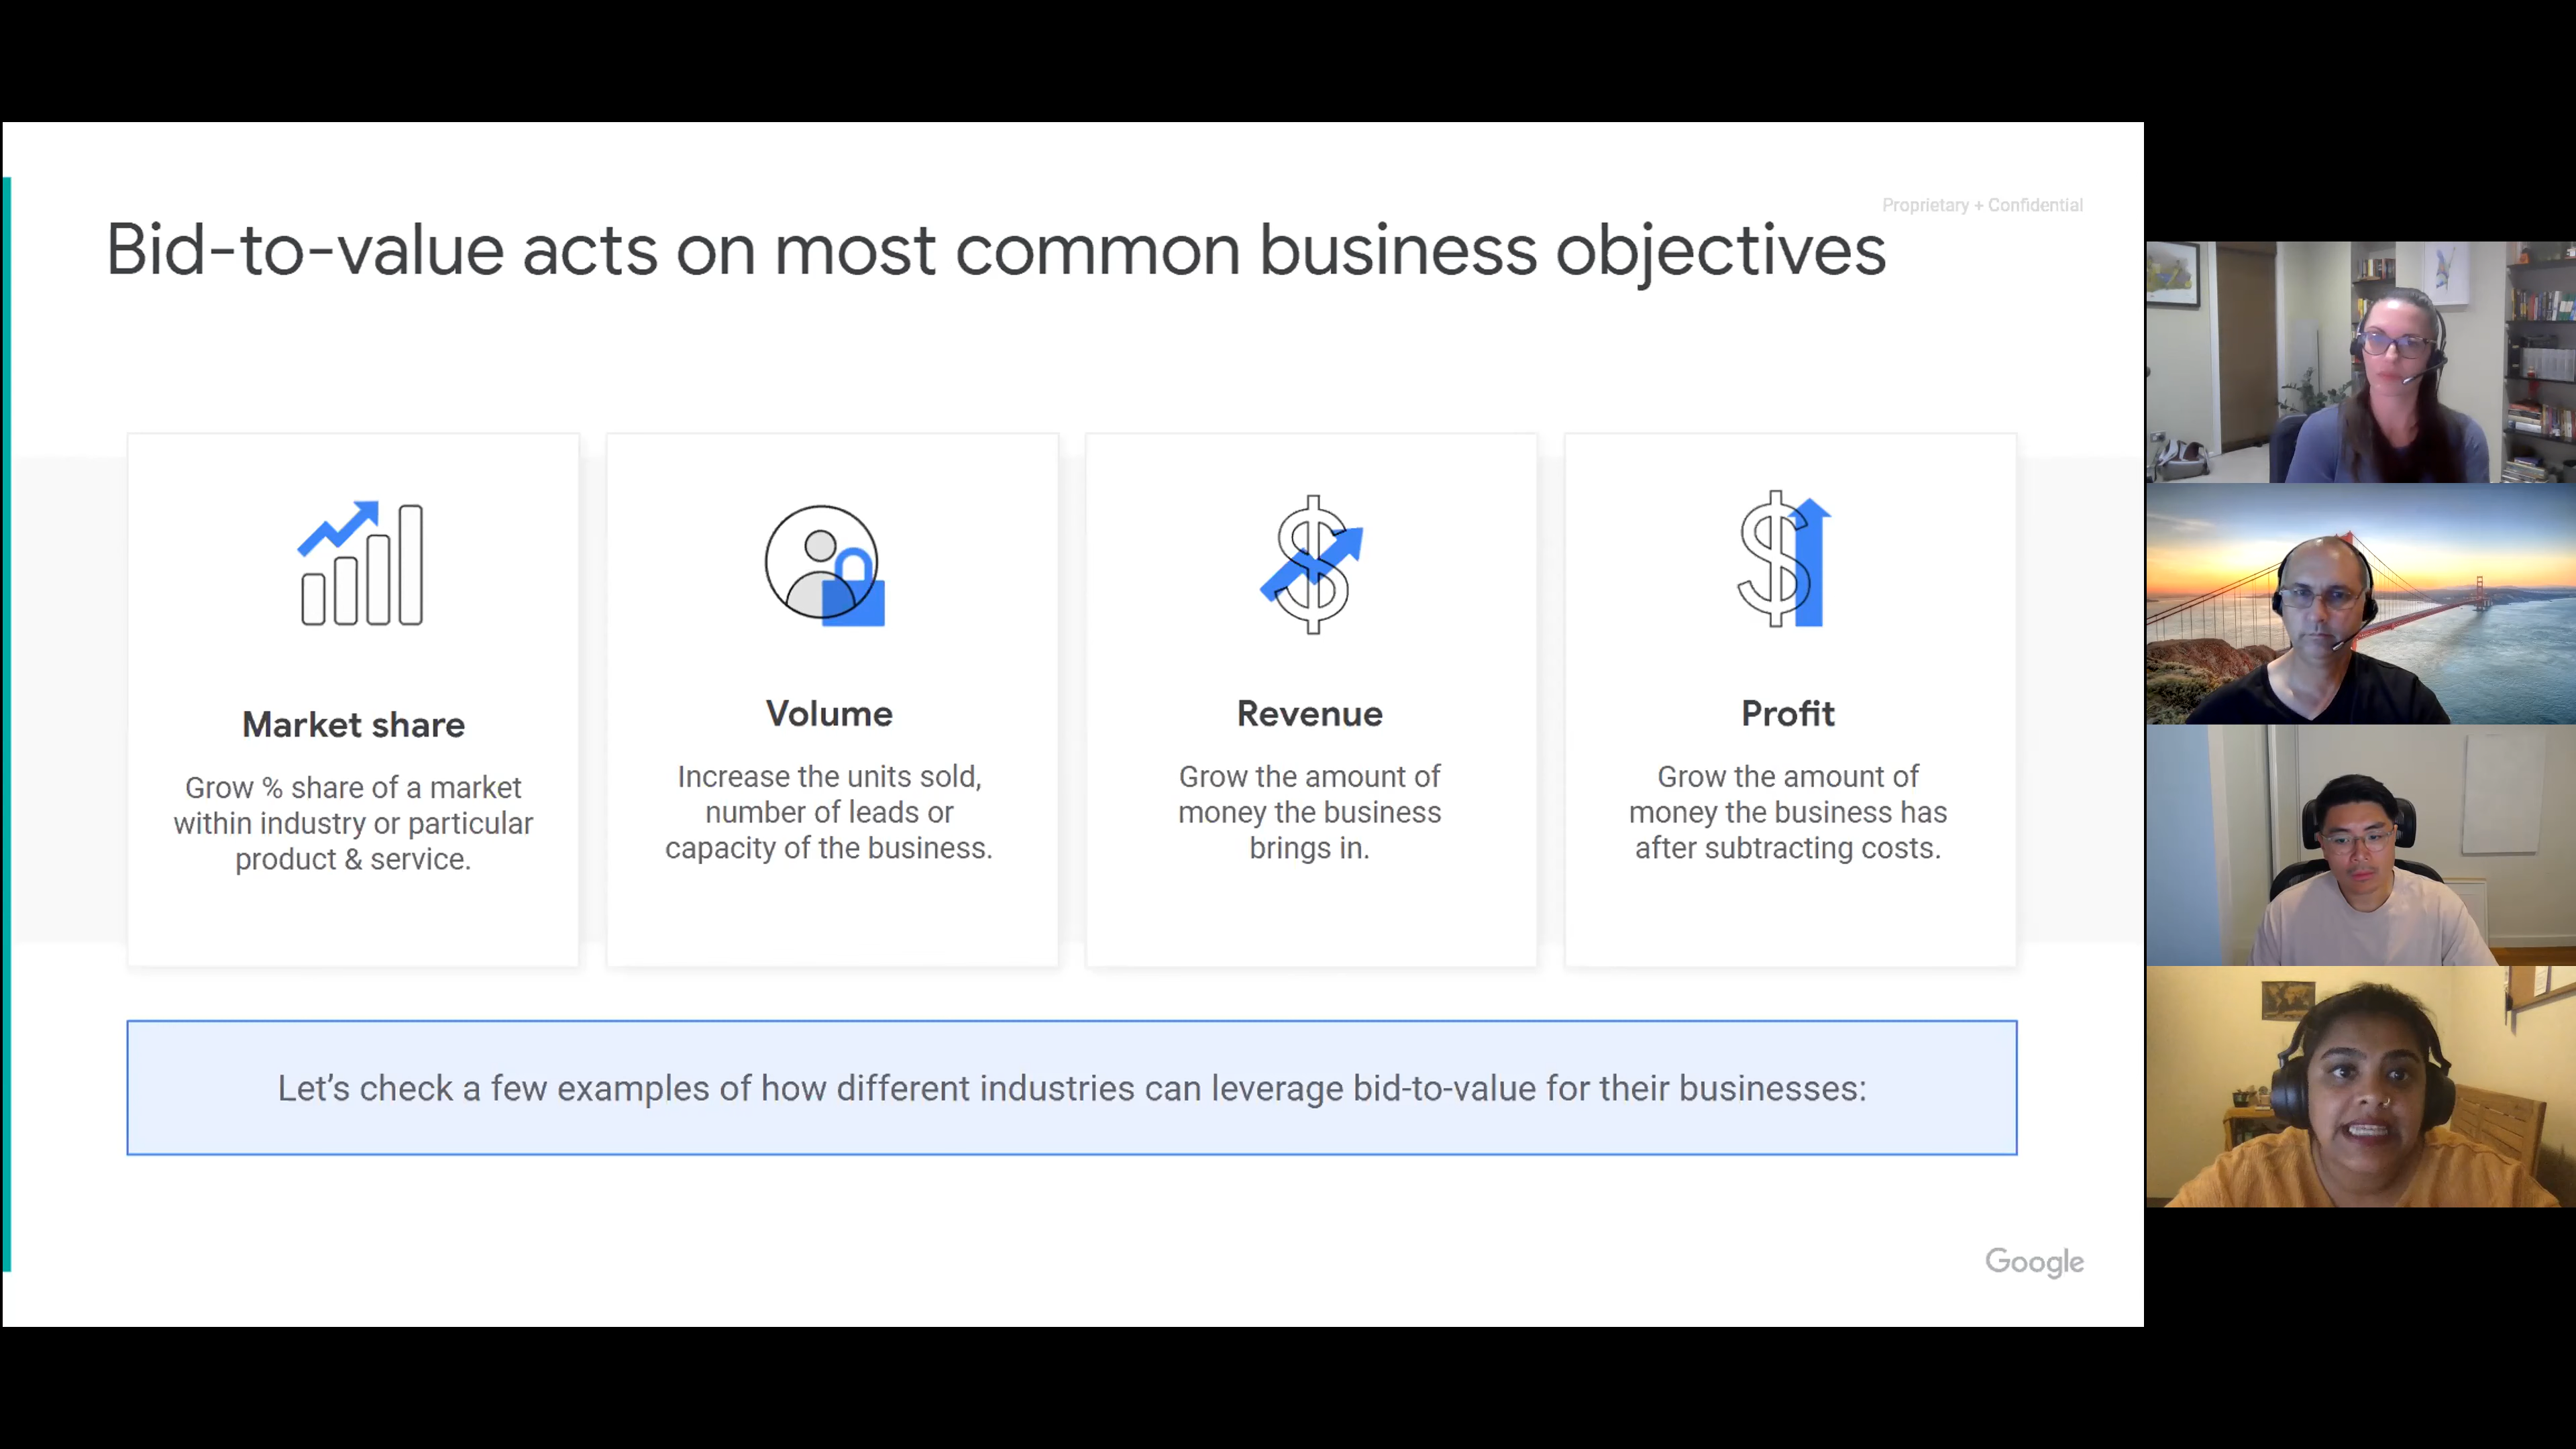 Proprietary + Confidential
Bid-to-value acts on most common business objectives
Market share
Grow % share of a market
within industry or particular
product & service.
Volume
Increase the units sold,
number of leads or
capacity of the business.
Revenue
Grow the amount of
money the business
brings in.
Profit
Grow the amount of
money the business has
after subtracting costs.
Let’s check a few examples of how different industries can leverage bid-to-value for their businesses:
Google